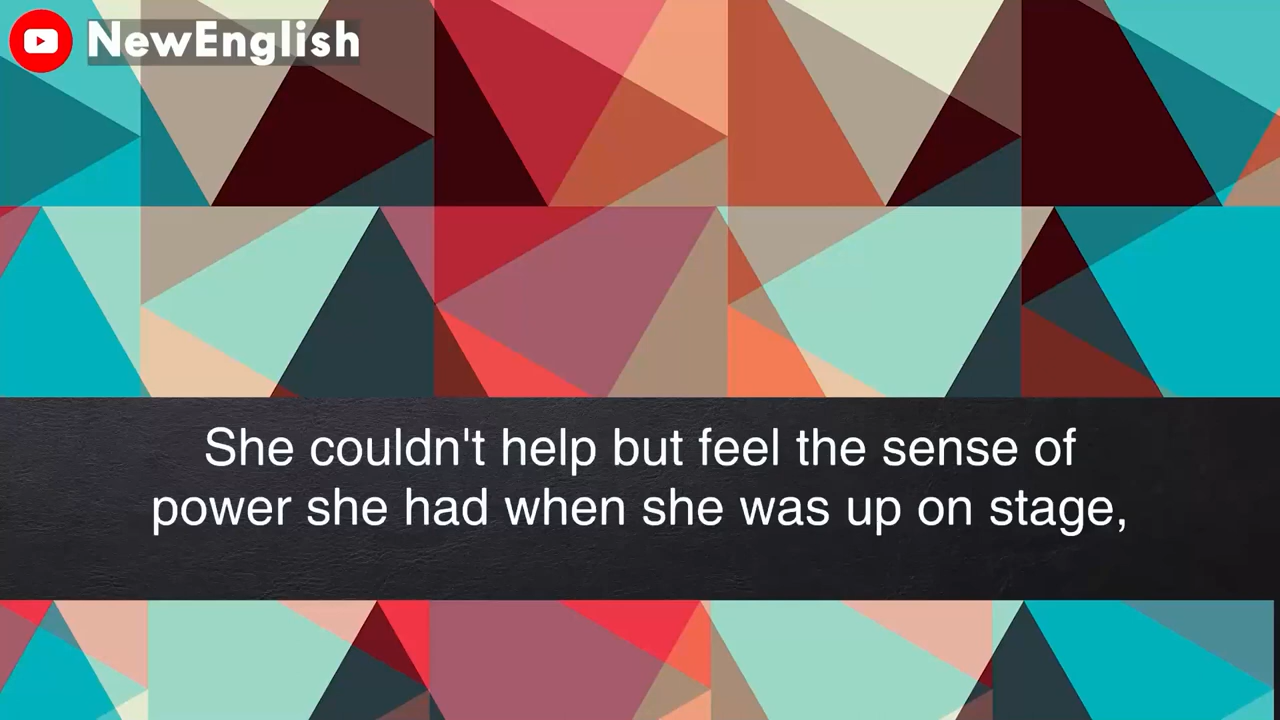 NewEnglish
She couldn't help but feel the sense of
power she had when she was up on stage,